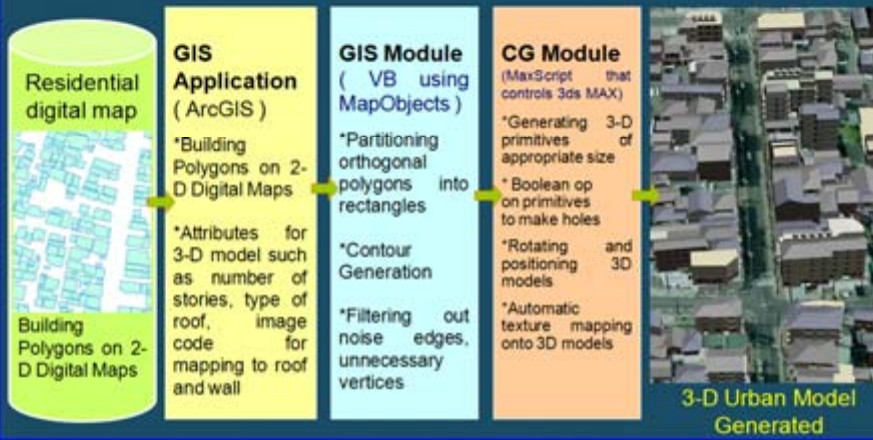 Residential
digital map
Building
Polygons on 2-
D Digital Maps
GIS
Application
( ArcGIS )
*Building
Polygons on 2-
D Digital Maps
*Attributes for
3-D model such
as number of
stories, type of
roof, image
code for
mapping to roof
and wall
GIS Module
( VB using
MapObjects )
*Partitioning
orthogonal
polygons into
rectangles
*Contour
Generation
*Filtering out
noise edges,
unnecessary
vertices
CG Module
(MaxScript that
controls 3ds MAX)
*Generating 3-D
primitives of
appropriate size
* Boolean op
on primitives
to make holes
*Rotating and
positioning 3D
models
*Automatic
texture mapping
onto 3D models
3-D Urban Model
Generated